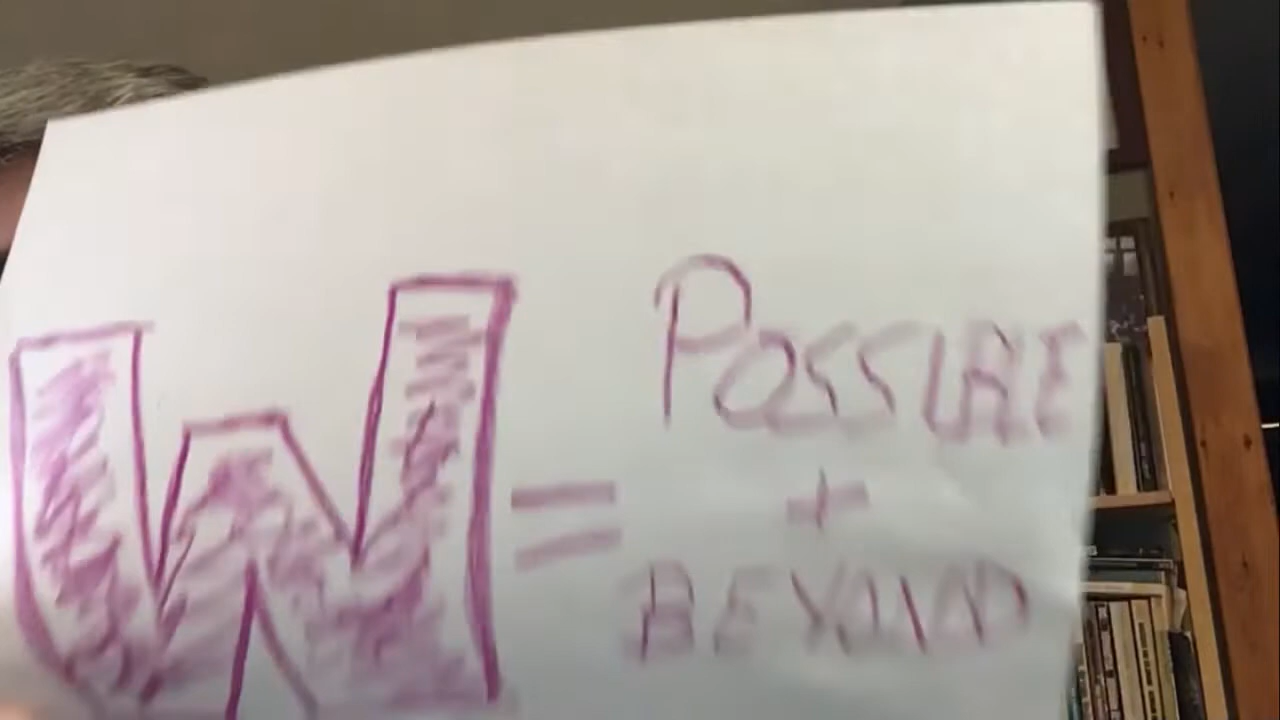 W = POSSIBLE
+
BEYOND